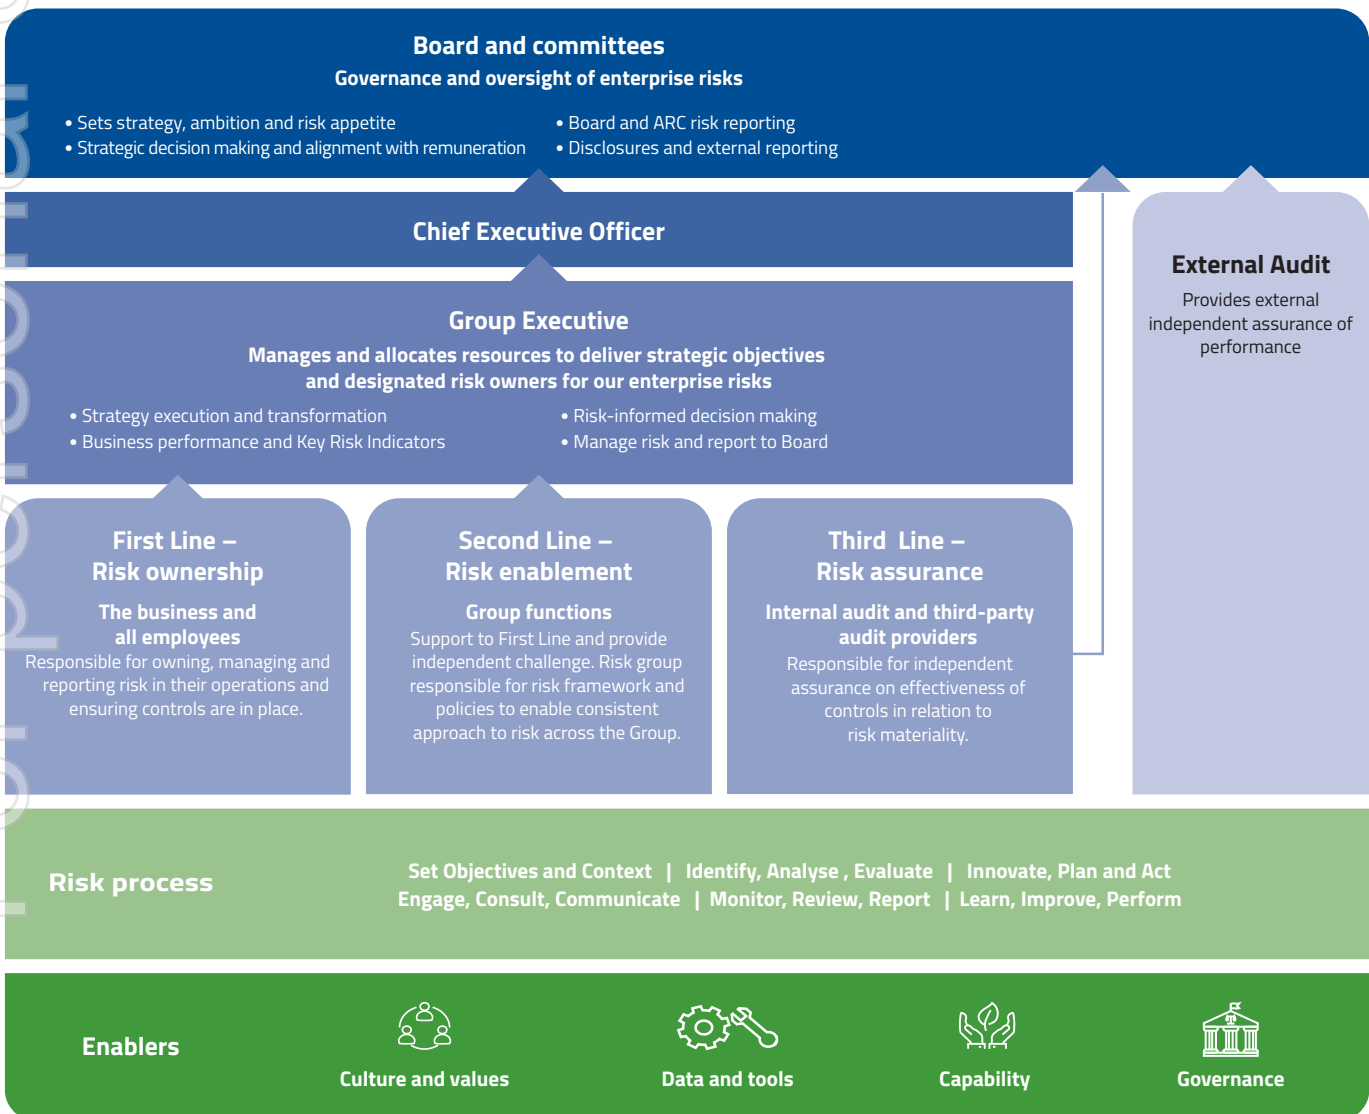 Board and committees
Governance and oversight of enterprise risks
• Sets strategy, ambition and risk appetite
• Strategic decision making and alignment with remuneration
• Board and ARC risk reporting
• Disclosures and external reporting
Chief Executive Officer
Group Executive
Manages and allocates resources to deliver strategic objectives
and designated risk owners for our enterprise risks
• Strategy execution and transformation
• Business performance and Key Risk Indicators
• Risk-informed decision making
• Manage risk and report to Board
External Audit
Provides external
independent assurance of
performance
First Line –
Risk ownership
The business and
all employees
Responsible for owning, managing and
reporting risk in their operations and
ensuring controls are in place.
Second Line –
Risk enablement
Group functions
Support to First Line and provide
independent challenge. Risk group
responsible for risk framework and
policies to enable consistent
approach to risk across the Group.
Third Line –
Risk assurance
Internal audit and third-party
audit providers
Responsible for independent
assurance on effectiveness of
controls in relation to
risk materiality.
Risk process
Set Objectives and Context | Identify, Analyse , Evaluate | Innovate, Plan and Act
Engage, Consult, Communicate | Monitor, Review, Report | Learn, Improve, Perform
Enablers
Culture and values
Data and tools
Capability
Governance